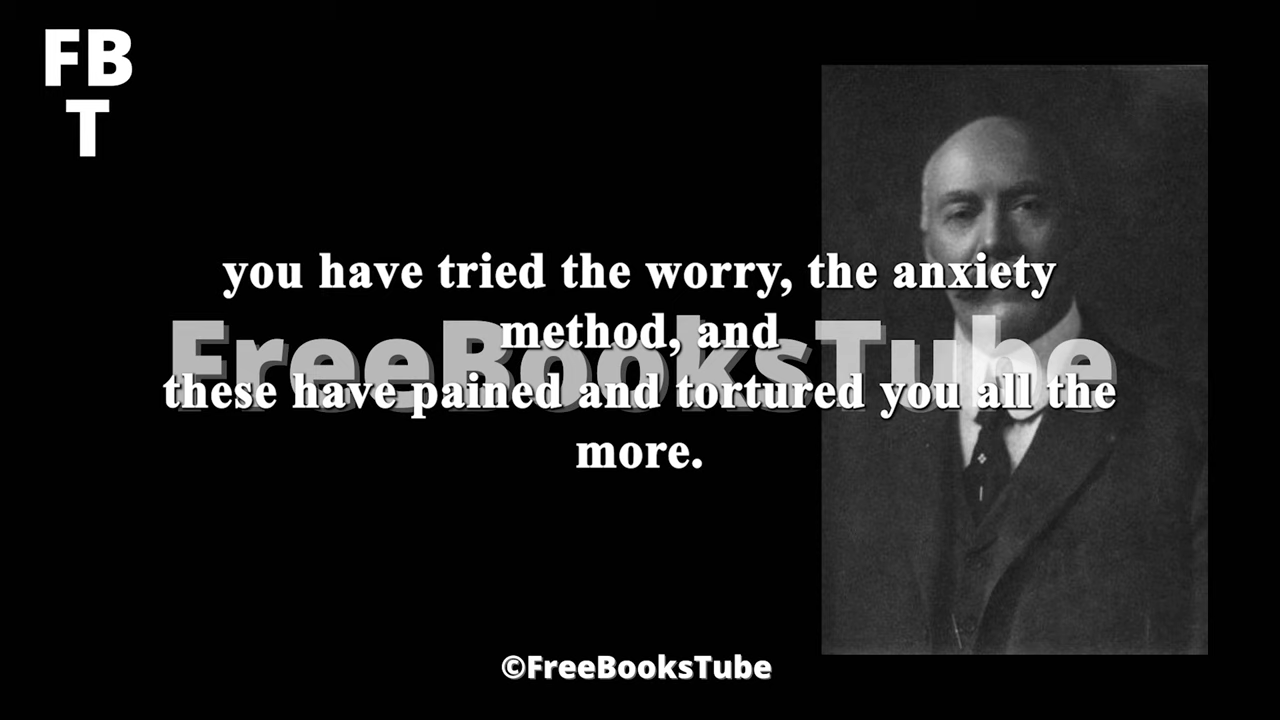 FB
T
you have tried the worry, the anxiety
method, and
FreeBooksTube
these have pained and tortured you all the
more.
©FreeBooksTube